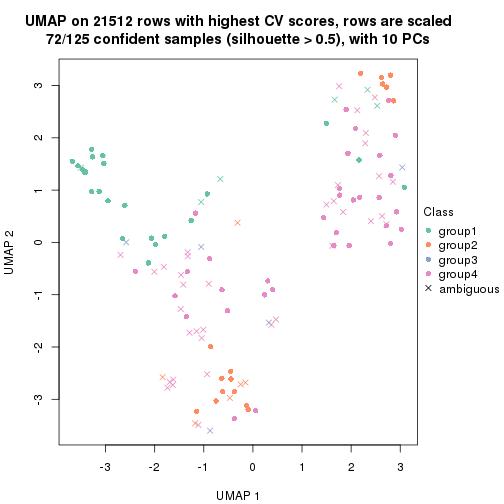 UMAP on 21512 rows with highest CV scores, rows are scaled
72/125 confident samples (silhouette > 0.5), with 10 PCs
3
2
1
0
-1
-2
-3
UMAP 2
-3 -2 -1 0 1 2 3
UMAP 1
Class
group1
group2
group3
group4
ambiguous